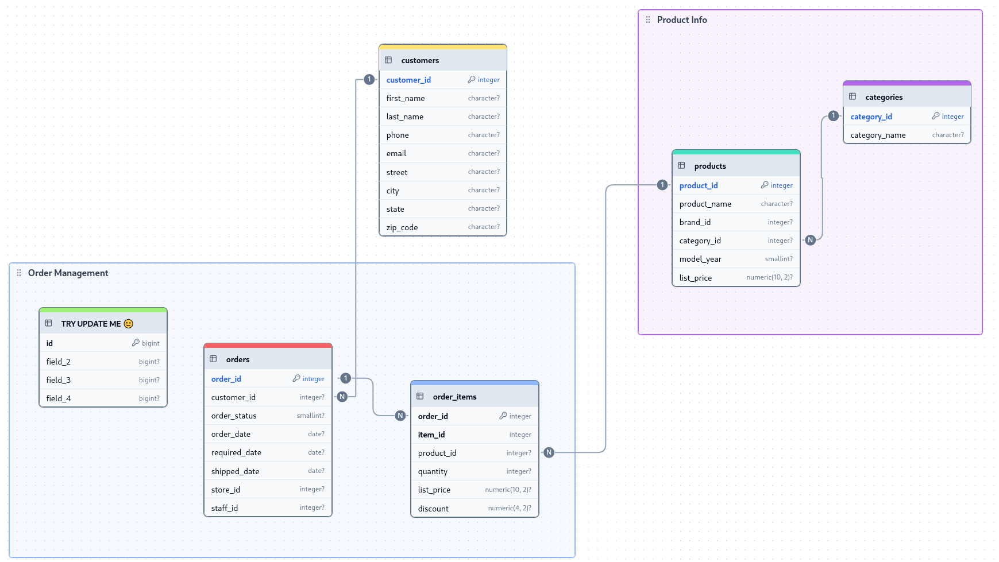 Product Info
customers
customer_id integer
first_name character?
last_name character?
phone character?
email character?
street character?
city character?
state character?
zip_code character?
1
categories
category_id integer
category_name character?
1
products
product_id integer
product_name character?
brand_id integer?
category_id integer?
model_year smallint?
list_price numeric(10, 2)?
1
N
Order Management
TRY UPDATE ME 🙂
id bigint
field_2 bigint?
field_3 bigint?
field_4 bigint?
orders
order_id integer
customer_id integer?
order_status smallint?
order_date date?
required_date date?
shipped_date date?
store_id integer?
staff_id integer?
1
N
order_items
order_id integer
item_id integer
product_id integer?
quantity integer?
list_price numeric(10, 2)?
discount numeric(4, 2)?
N
N